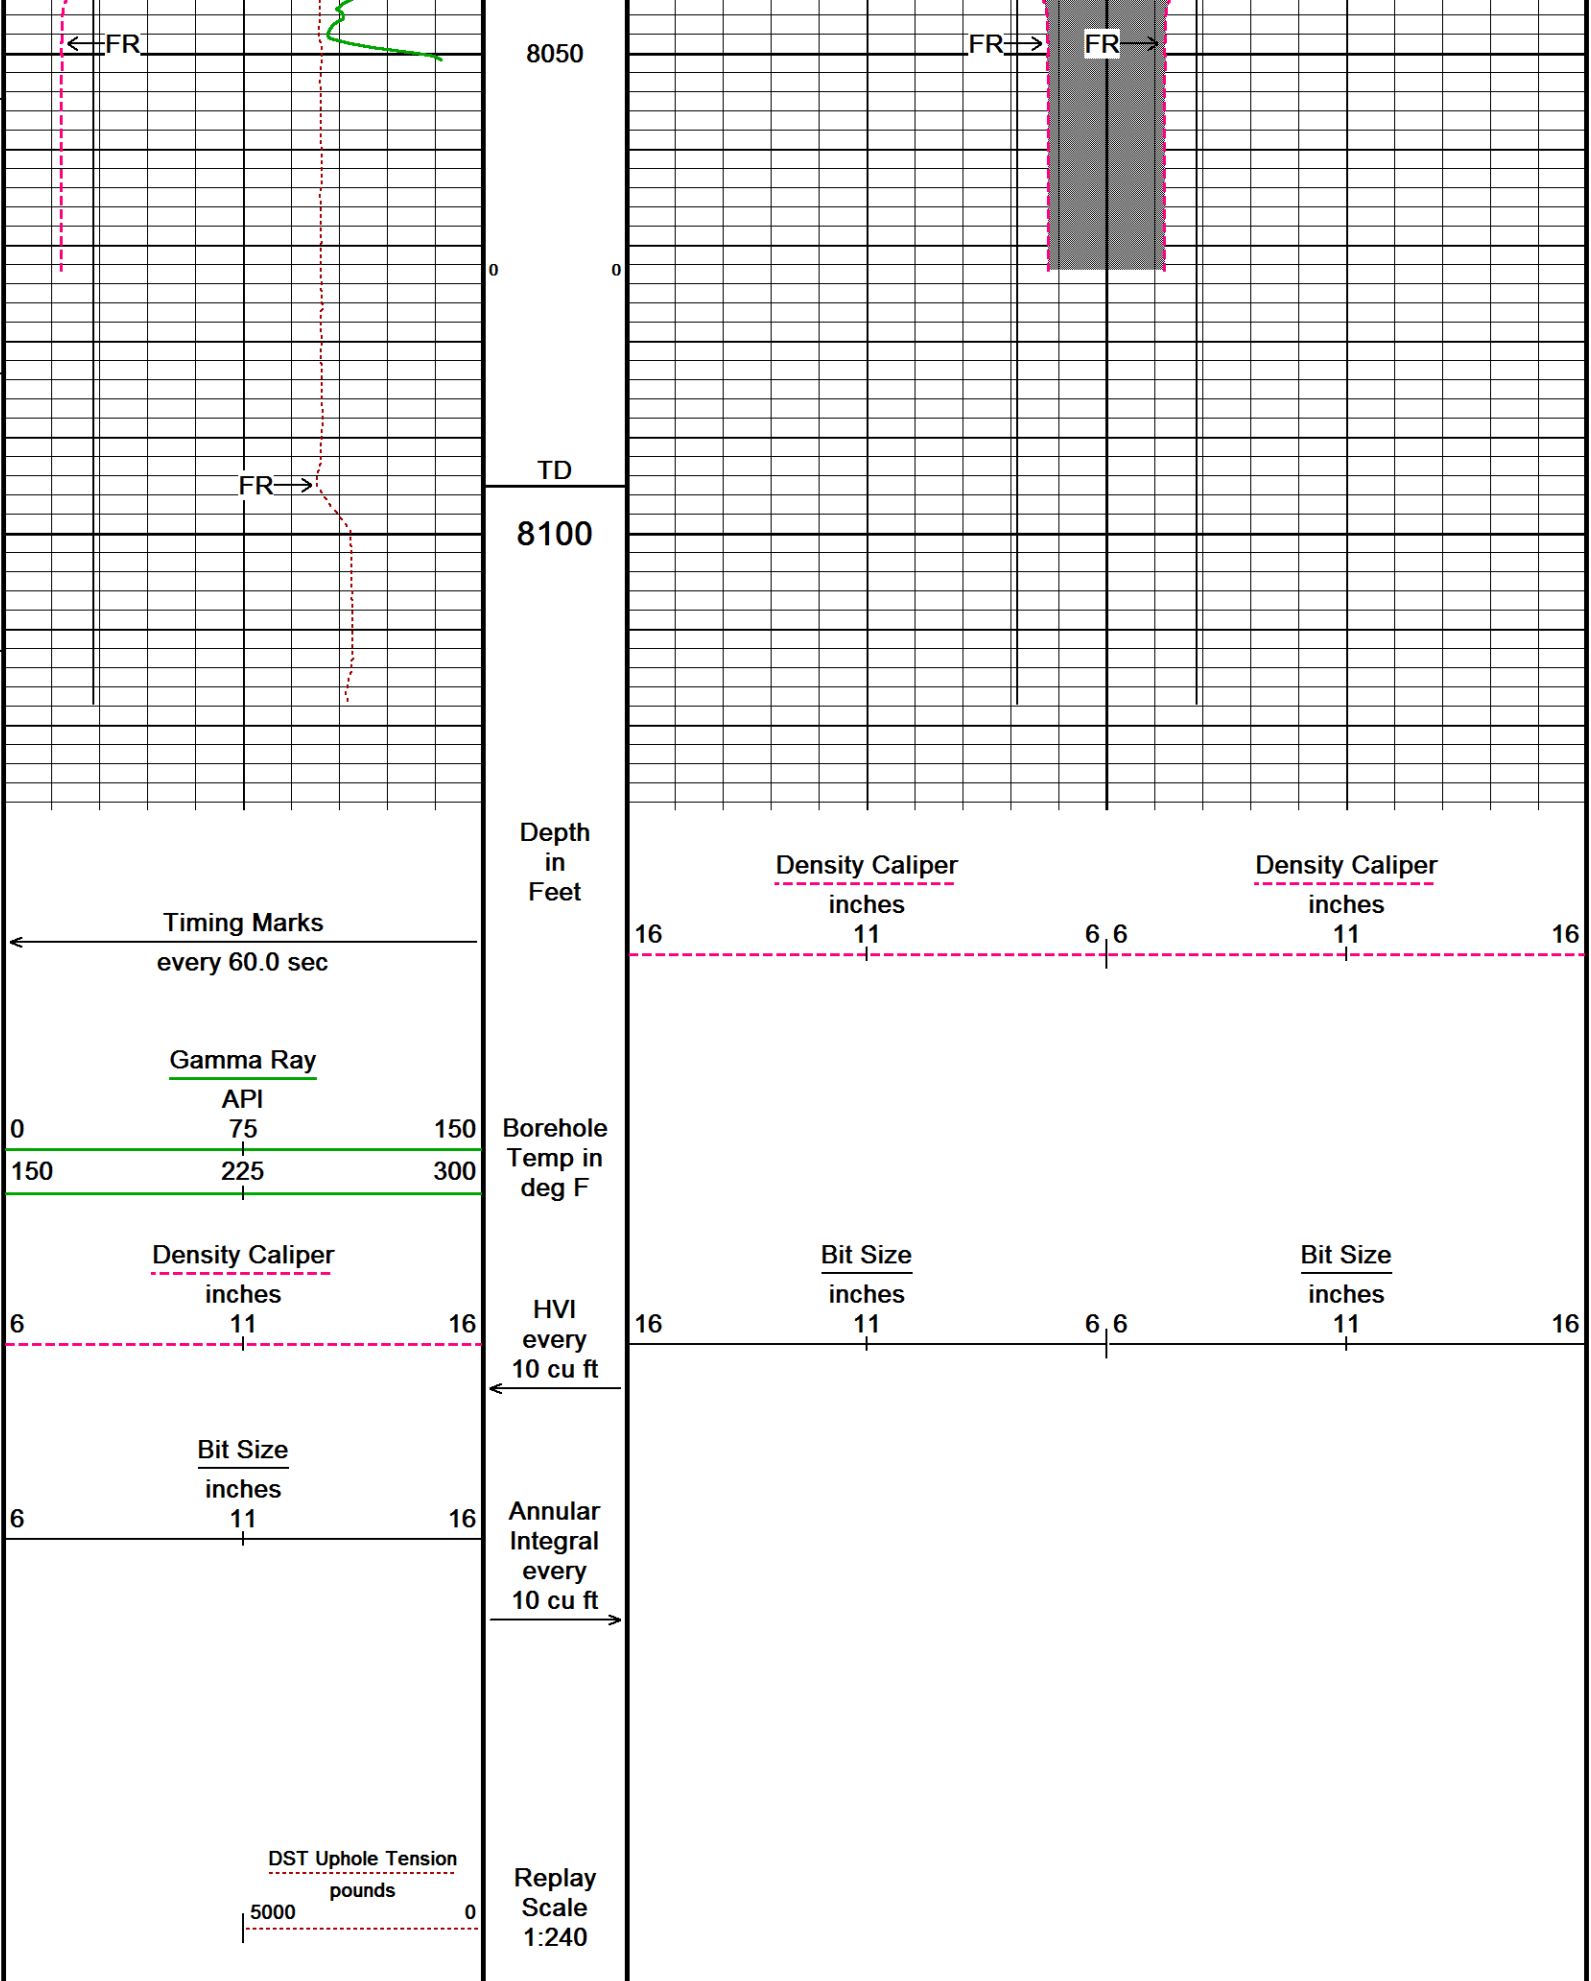 FR
8050
FR
FR
0 0
TD
FR
8100
Depth
in
Feet
Timing Marks
every 60.0 sec
Gamma Ray
API
0 75 150
150 225 300
Density Caliper
inches
6 11 16
Bit Size
inches
6 11 16
DST Uphole Tension
pounds
5000 0
Borehole
Temp in
deg F
HVI
every
10 cu ft
Annular
Integral
every
10 cu ft
Replay
Scale
1:240
Density Caliper
inches
16 11 6
Density Caliper
inches
6 11 16
Bit Size
inches
16 11 6
Bit Size
inches
6 11 16